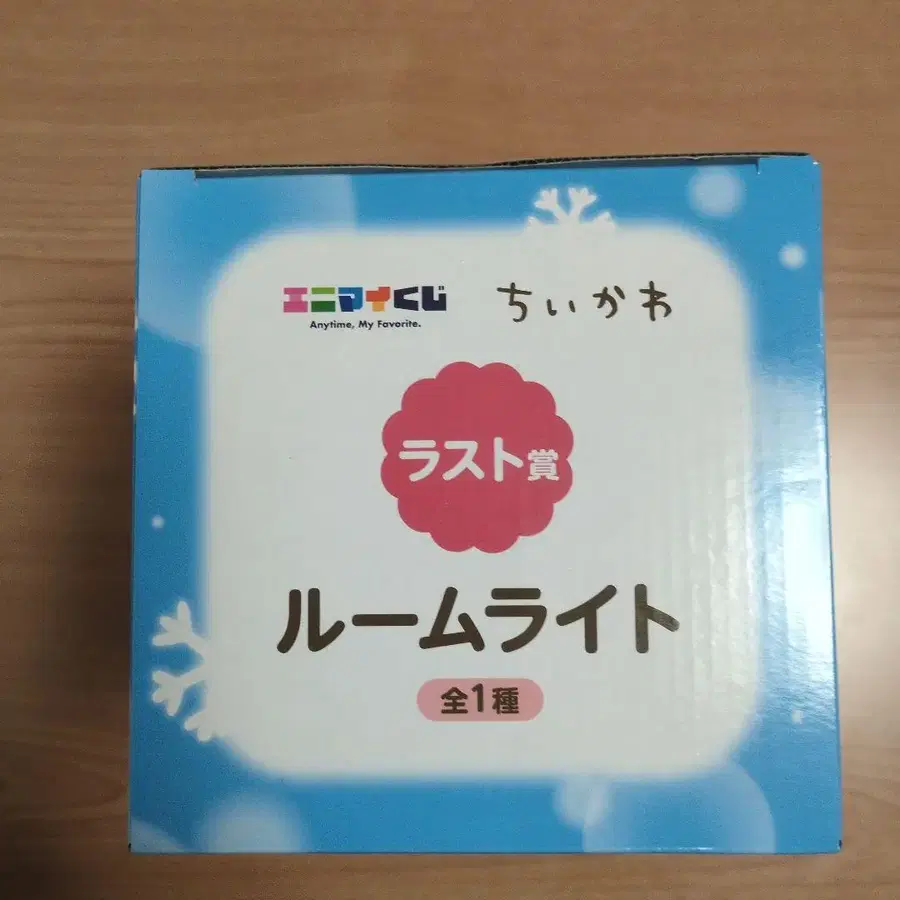 エニマイくじ ちいかわ
Anytime, My Favorite.
ラスト賞
ルームライト
全1種